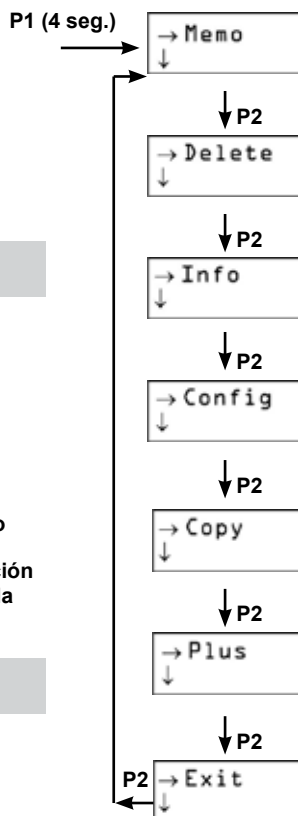 P1 (4 seg.)
→ Memo
↓
P2
→ Delete
↓
P2
→ Info
↓
P2
→ Config
↓
P2
o
→ Copy
↓
ción
a
P2
→ Plus
↓
P2
P2
→ Exit
↓